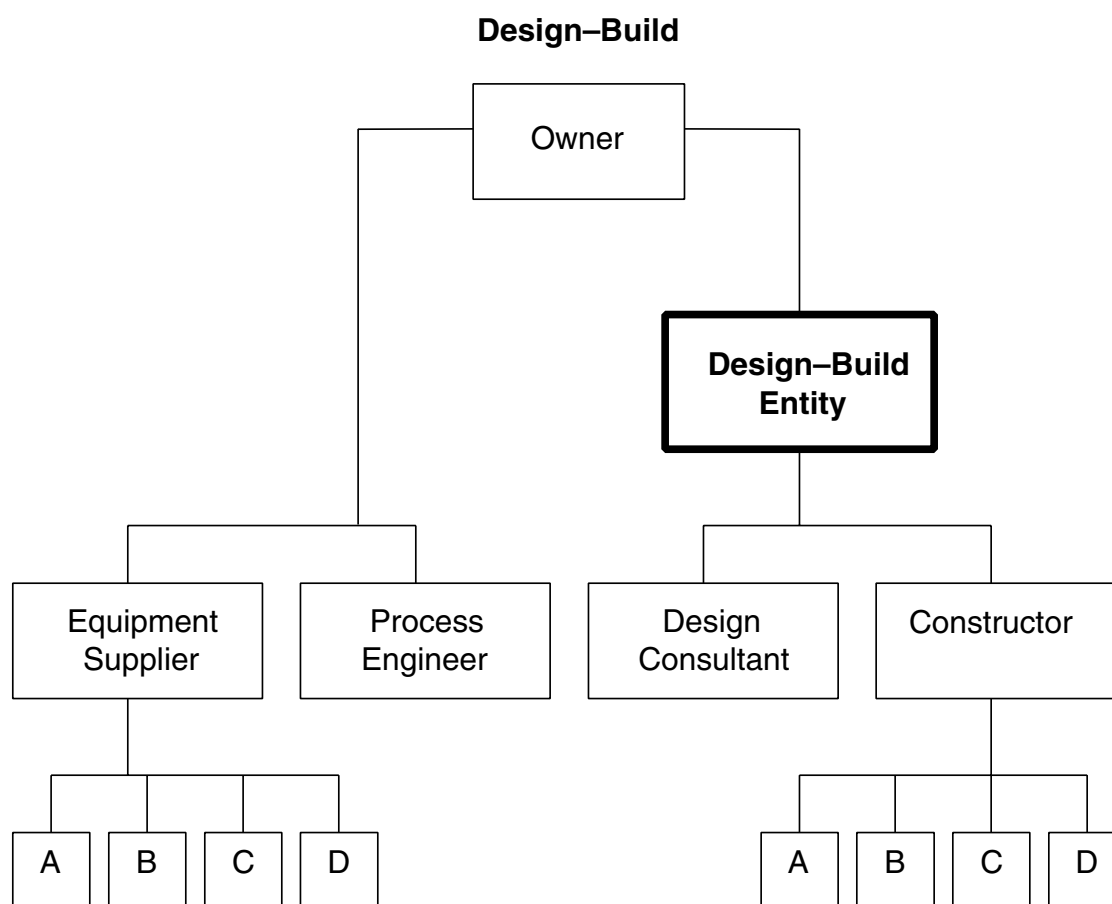 Design–Build
Owner
Design–Build
Entity
Equipment
Supplier
Process
Engineer
Design
Consultant
Constructor
A
B
C
D
A
B
C
D